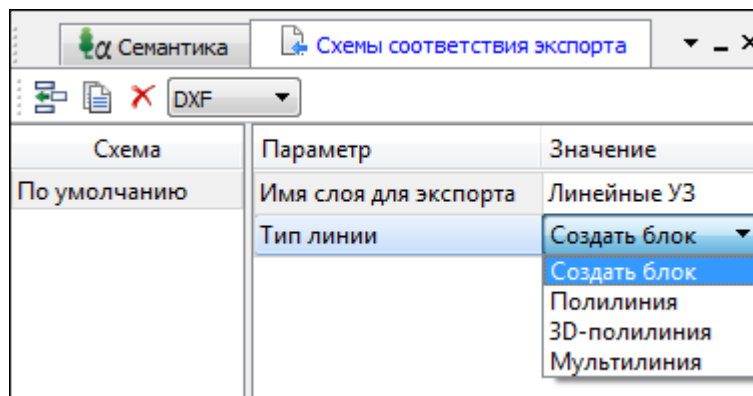 α Семантика Схемы соответствия экспорта
DXF
Схема Параметр Значение
По умолчанию Имя слоя для экспорта Линейные УЗ
Тип линии Создать блок
Создать блок
Полилиния
3D-полилиния
Мультилиния